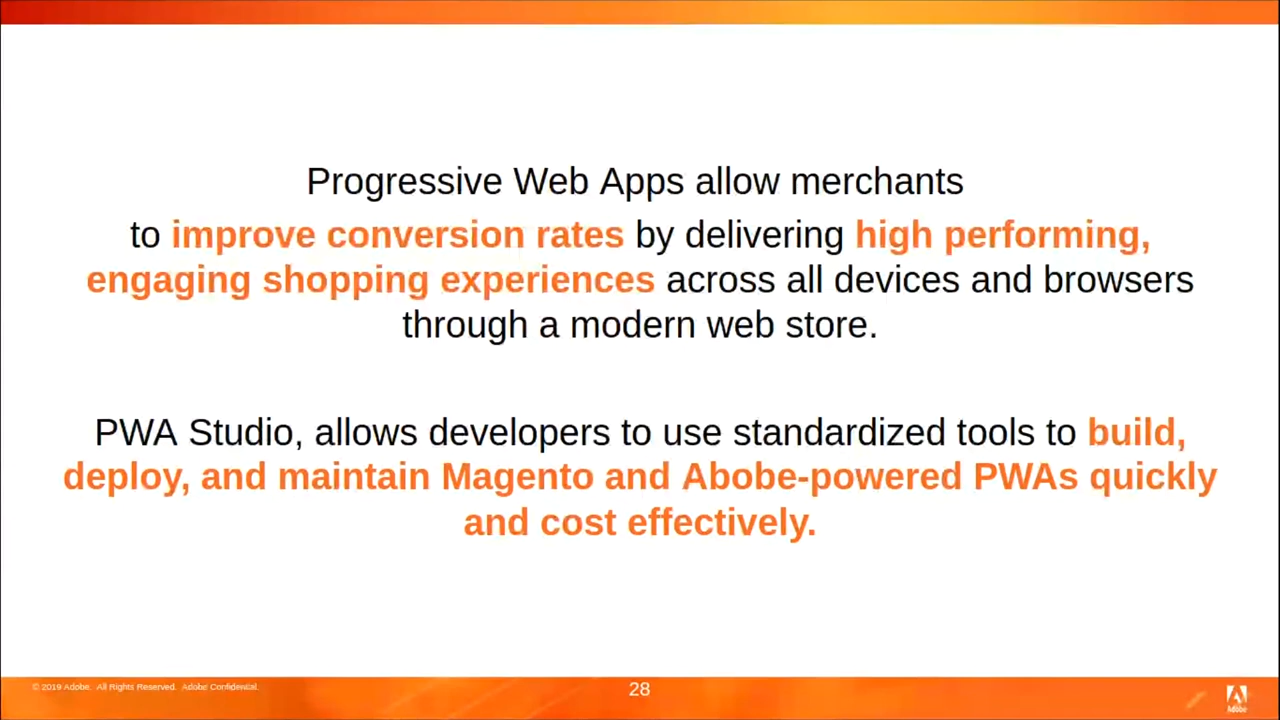 Progressive Web Apps allow merchants
to improve conversion rates by delivering high performing,
engaging shopping experiences across all devices and browsers
through a modern web store.
PWA Studio, allows developers to use standardized tools to build,
deploy, and maintain Magento and Abobe-powered PWAs quickly
and cost effectively.
© 2019 Adobe. All Rights Reserved. Adobe Confidential.
28
Adobe